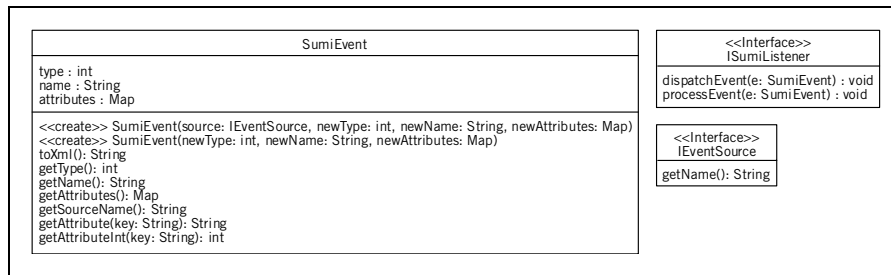 SumiEvent
type : int
name : String
attributes : Map
<<create>> SumiEvent(source: IEventSource, newType: int, newName: String, newAttributes: Map)
<<create>> SumiEvent(newType: int, newName: String, newAttributes: Map)
toXml(): String
getType(): int
getName(): String
getAttributes(): Map
getSourceName(): String
getAttribute(key: String): String
getAttributeInt(key: String): int
<<Interface>>
ISumiListener
dispatchEvent(e: SumiEvent) : void
processEvent(e: SumiEvent) : void
<<Interface>>
IEventSource
getName(): String